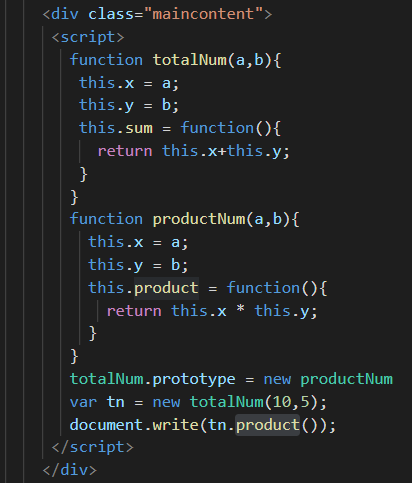 <div class="maincontent">
<script>
function totalNum(a,b){
this.x = a;
this.y = b;
this.sum = function(){
return this.x+this.y;
}
}
function productNum(a,b){
this.x = a;
this.y = b;
this.product = function(){
return this.x * this.y;
}
}
totalNum.prototype = new productNum
var tn = new totalNum(10,5);
document.write(tn.product());
</script>
</div>